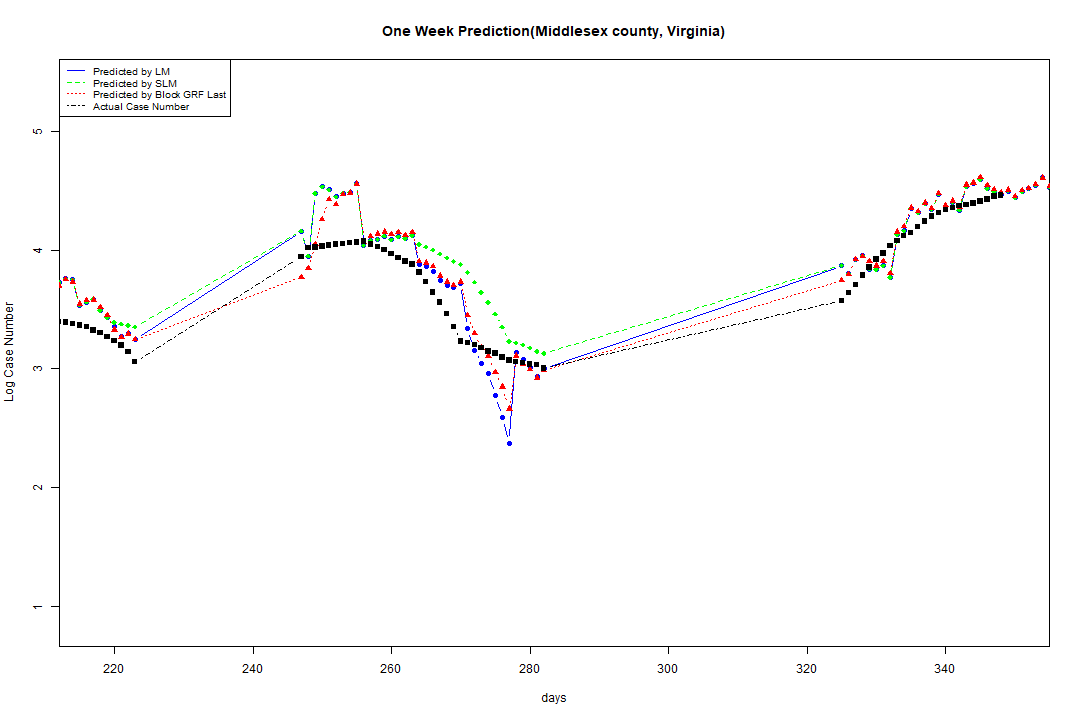 One Week Prediction(Middlesex county, Virginia)
Predicted by LM
Predicted by SLM
Predicted by Block GRF Last
Actual Case Number
5
4
3
2
1
Log Case Number
220 240 260 280 300 320 340
days